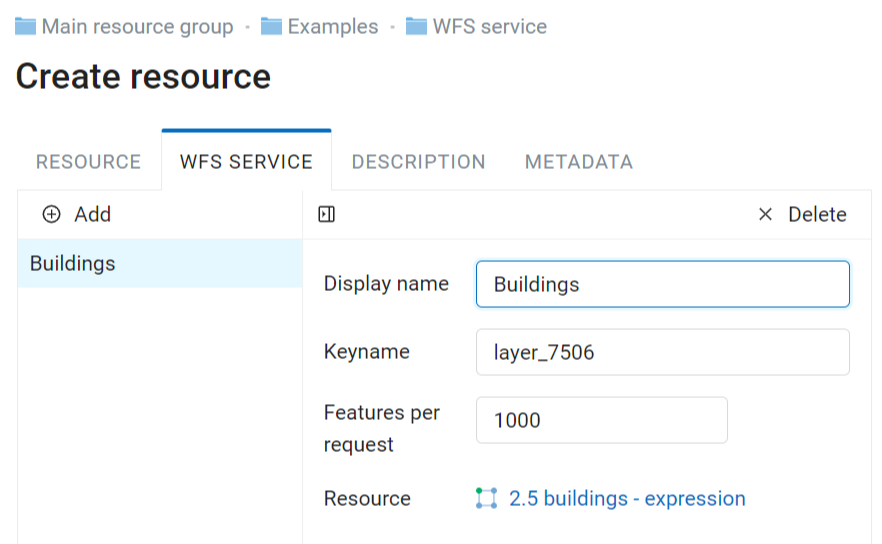 Main resource group · Examples · WFS service
Create resource
RESOURCE WFS SERVICE DESCRIPTION METADATA
Add Delete
Buildings
Display name Buildings
Keyname layer_7506
Features per
request 1000
Resource 2.5 buildings - expression